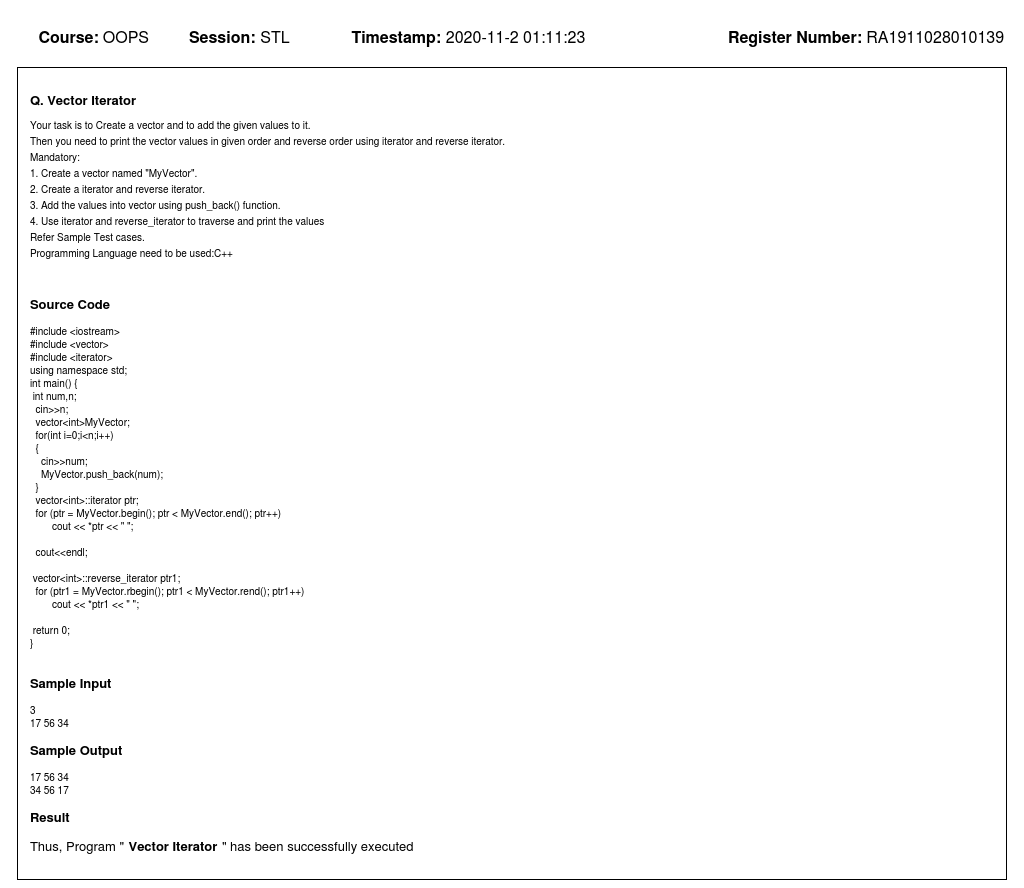 Course: OOPS Session: STL Timestamp: 2020-11-2 01:11:23 Register Number: RA1911028010139
Q. Vector Iterator
Your task is to Create a vector and to add the given values to it.
Then you need to print the vector values in given order and reverse order using iterator and reverse iterator.
Mandatory:
1. Create a vector named "MyVector".
2. Create a iterator and reverse iterator.
3. Add the values into vector using push_back() function.
4. Use iterator and reverse_iterator to traverse and print the values
Refer Sample Test cases.
Programming Language need to be used:C++
Source Code
#include <iostream>
#include <vector>
#include <iterator>
using namespace std;
int main() {
int num,n;
cin>>n;
vector<int>MyVector;
for(int i=0;i<n;i++)
{
cin>>num;
MyVector.push_back(num);
}
vector<int>::iterator ptr;
for (ptr = MyVector.begin(); ptr < MyVector.end(); ptr++)
cout << *ptr << " ";
cout<<endl;
vector<int>::reverse_iterator ptr1;
for (ptr1 = MyVector.rbegin(); ptr1 < MyVector.rend(); ptr1++)
cout << *ptr1 << " ";
return 0;
}
Sample Input
3
17 56 34
Sample Output
17 56 34
34 56 17
Result
Thus, Program " Vector Iterator " has been successfully executed